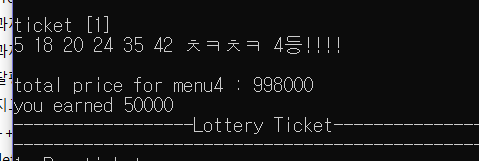 ticket [1]
5 18 20 24 35 42 ㅊㅋㅊㅋ 4등!!!!
total price for menu4 : 998000
you earned 50000
--------------------Lottery Ticket----------------